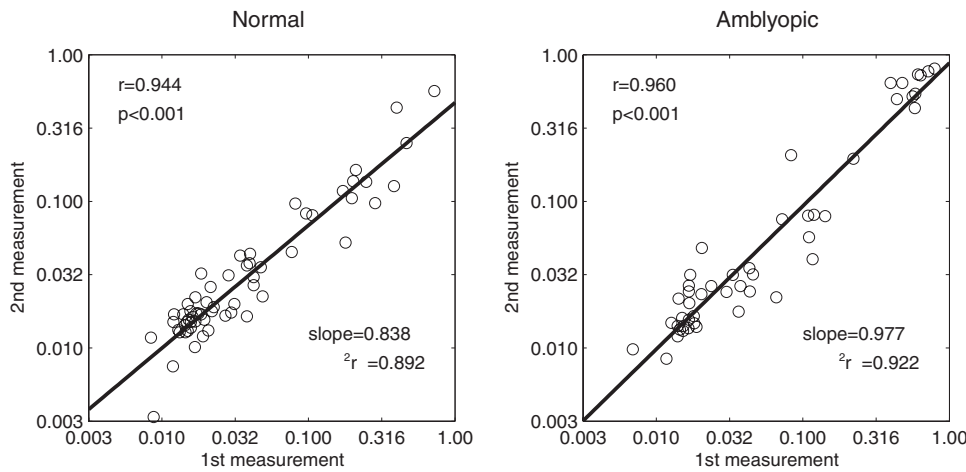 Normal
1.00
0.316
0.100
0.032
0.010
0.003
2nd measurement
r=0.944
p<0.001
slope=0.838
²r =0.892
0.003 0.010 0.032 0.100 0.316 1.00
1st measurement
Amblyopic
1.00
0.316
0.100
0.032
0.010
0.003
2nd measurement
r=0.960
p<0.001
slope=0.977
²r =0.922
0.003 0.010 0.032 0.100 0.316 1.00
1st measurement